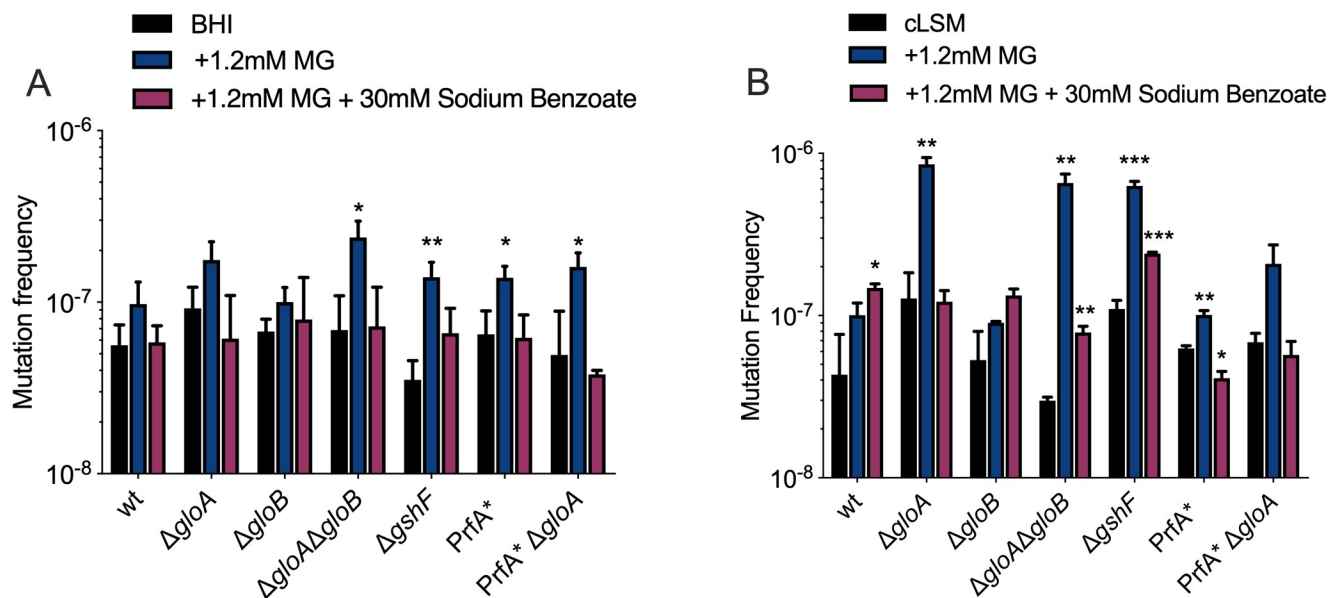 A
BHI
+1.2mM MG
+1.2mM MG + 30mM Sodium Benzoate
Mutation frequency
10-6
10-7
10-8
*
**
*
*
wt
ΔgloA
ΔgloB
ΔgloAΔgloB
ΔgshF
PrfA*
PrfA* ΔgloA
B
cLSM
+1.2mM MG
+1.2mM MG + 30mM Sodium Benzoate
Mutation Frequency
10-6
10-7
10-8
*
**
**
**
***
***
**
*
wt
ΔgloA
ΔgloB
ΔgloAΔgloB
ΔgshF
PrfA*
PrfA* ΔgloA